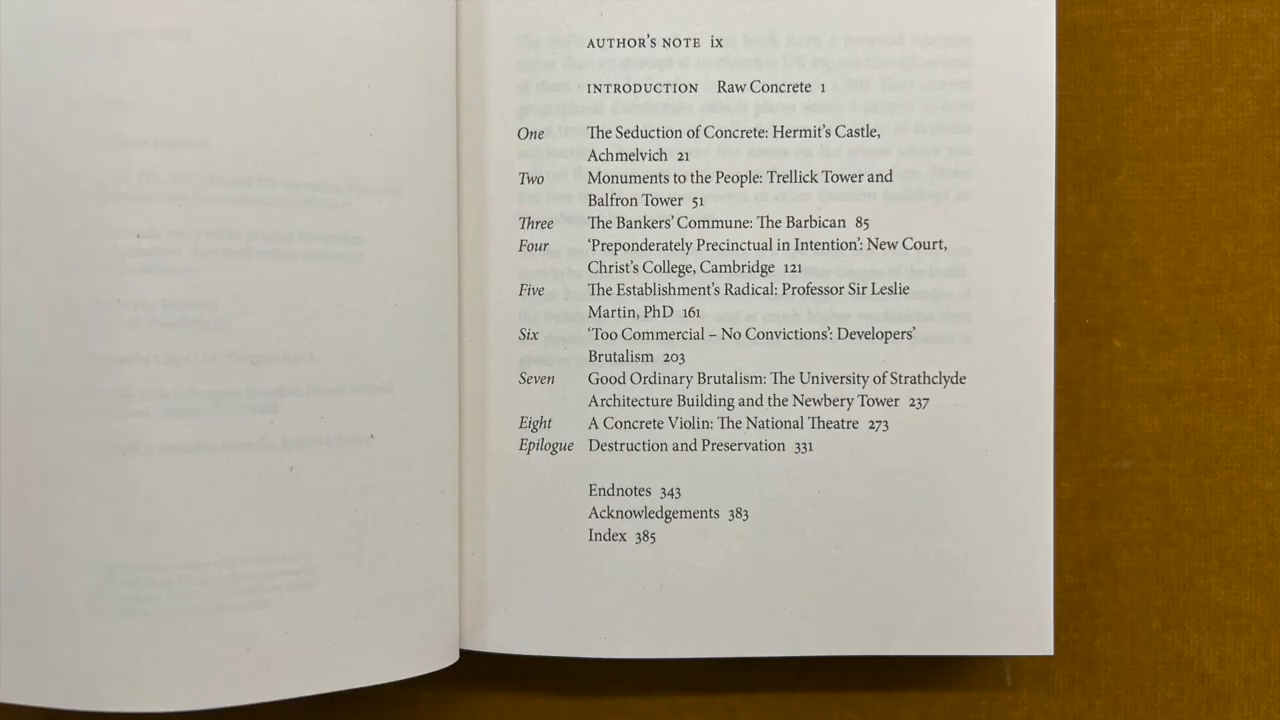 AUTHOR'S NOTE ix
INTRODUCTION Raw Concrete 1
One The Seduction of Concrete: Hermit's Castle,
Achmelvich 21
Two Monuments to the People: Trellick Tower and
Balfron Tower 51
Three The Bankers' Commune: The Barbican 85
Four 'Preponderately Precinctual in Intention': New Court,
Christ's College, Cambridge 121
Five The Establishment's Radical: Professor Sir Leslie
Martin, PhD 161
Six 'Too Commercial – No Convictions': Developers'
Brutalism 203
Seven Good Ordinary Brutalism: The University of Strathclyde
Architecture Building and the Newbery Tower 237
Eight A Concrete Violin: The National Theatre 273
Epilogue Destruction and Preservation 331
Endnotes 343
Acknowledgements 383
Index 385